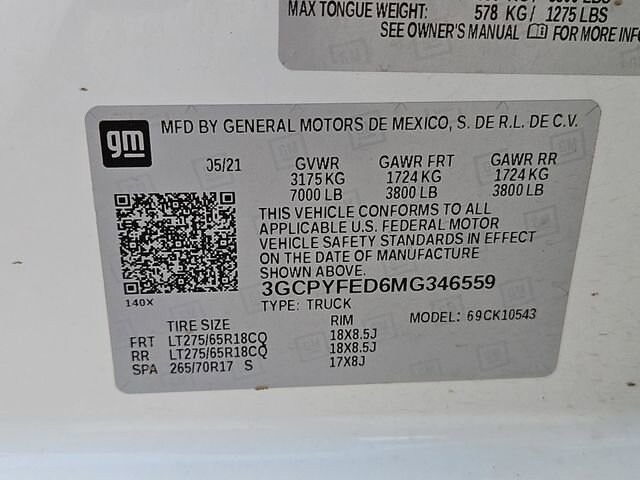 MAX TONGUE WEIGHT: 578 KG / 1275 LBS
SEE OWNER'S MANUAL FOR MORE INFO
gm
MFD BY GENERAL MOTORS DE MEXICO, S. DE R.L. DE C.V.
05/21 GVWR GAWR FRT GAWR RR
3175 KG 1724 KG 1724 KG
7000 LB 3800 LB 3800 LB
THIS VEHICLE CONFORMS TO ALL
APPLICABLE U.S. FEDERAL MOTOR
VEHICLE SAFETY STANDARDS IN EFFECT
ON THE DATE OF MANUFACTURE
SHOWN ABOVE.
3GCPYFED6MG346559
140X
TYPE: TRUCK
MODEL: 69CK10543
TIRE SIZE RIM
FRT LT275/65R18CQ 18X8.5J
RR LT275/65R18CQ 18X8.5J
SPA 265/70R17 S 17X8J